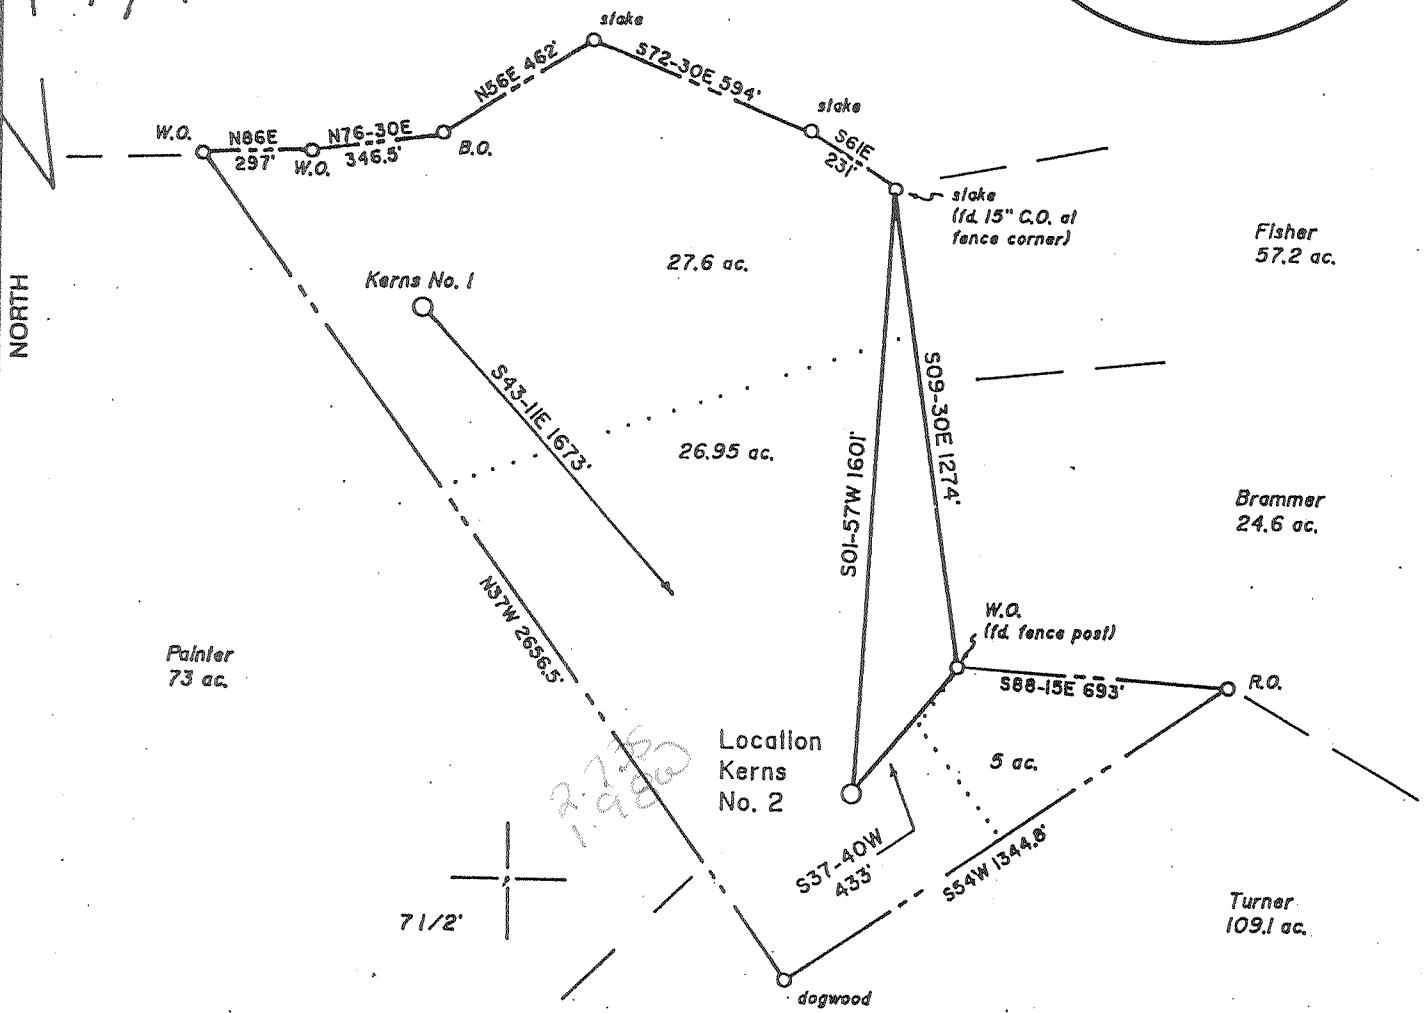 stake
S72-30E 594'
N56E 462'
stake
W.O.
N86E
297'
W.O.
N76-30E
346.5'
B.O.
S61E
231'
stake
(fd. 15" C.O. at
fence corner)
Fisher
57.2 ac.
27.6 ac.
Kerns No. 1
NORTH
S43-11E 1673'
S09-30E 1274'
26.95 ac.
S01-57W 1601'
Brammer
24.6 ac.
N37W 2656.5'
W.O.
(fd. fence post)
Painter
73 ac.
S88-15E 693'
R.O.
Location
Kerns
No. 2
5 ac.
S37-40W
433'
S54W 1344.8'
7 1/2'
Turner
109.1 ac.
dogwood